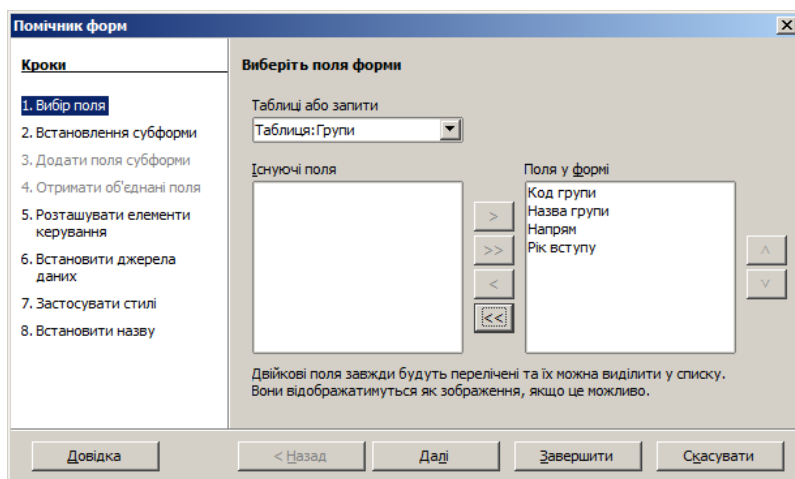 Помічник форм
Кроки
1. Вибір поля
2. Встановлення субформи
3. Додати поля субформи
4. Отримати об'єднані поля
5. Розташувати елементи
керування
6. Встановити джерела
даних
7. Застосувати стилі
8. Встановити назву
Виберіть поля форми
Таблиці або запити
Таблиця:Групи
Існуючі поля
>
>>
<
<<
Поля у формі
Код групи
Назва групи
Напрям
Рік вступу
^
v
Двійкові поля завжди будуть перелічені та їх можна виділити у списку.
Вони відображатимуться як зображення, якщо це можливо.
Довідка
< Назад
Далі
Завершити
Скасувати